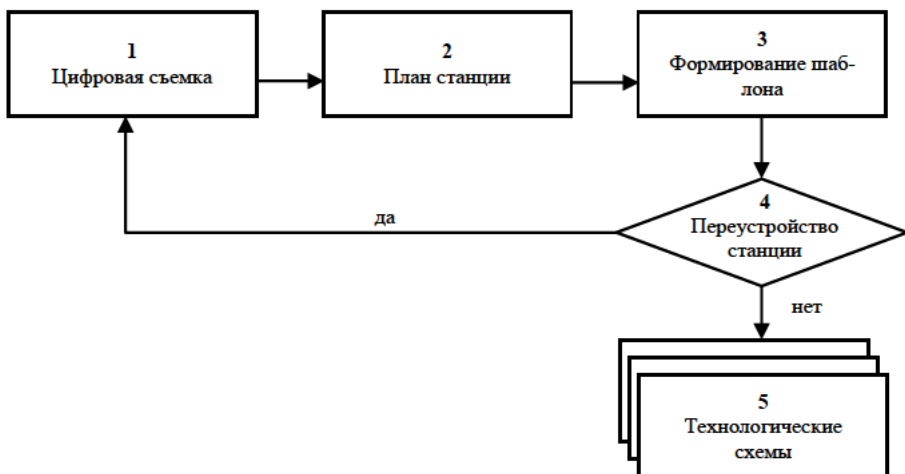 1
Цифровая съемка
2
План станции
3
Формирование шаб-
лона
4
Переустройство
станции
да
нет
5
Технологические
схемы